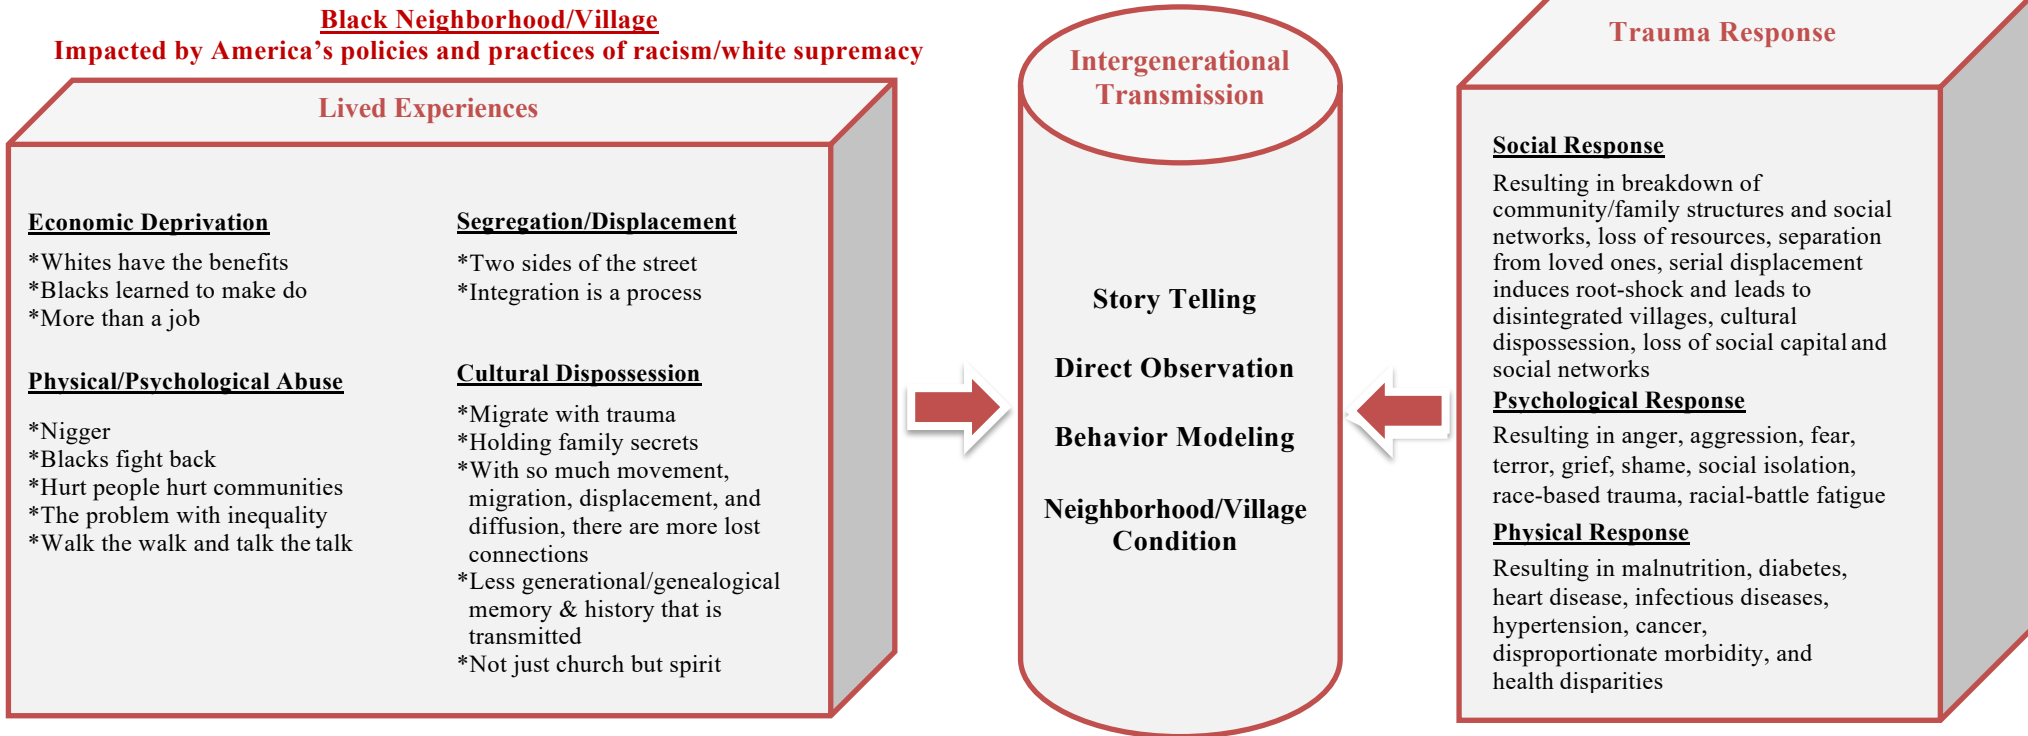 Black Neighborhood/Village
Impacted by America's policies and practices of racism/white supremacy
Lived Experiences
Economic Deprivation
*Whites have the benefits
*Blacks learned to make do
*More than a job
Physical/Psychological Abuse
*Nigger
*Blacks fight back
*Hurt people hurt communities
*The problem with inequality
*Walk the walk and talk the talk
Segregation/Displacement
*Two sides of the street
*Integration is a process
Cultural Dispossession
*Migrate with trauma
*Holding family secrets
*With so much movement,
migration, displacement, and
diffusion, there are more lost
connections
*Less generational/genealogical
memory & history that is
transmitted
*Not just church but spirit
Intergenerational
Transmission
Story Telling
Direct Observation
Behavior Modeling
Neighborhood/Village
Condition
Trauma Response
Social Response
Resulting in breakdown of
community/family structures and social
networks, loss of resources, separation
from loved ones, serial displacement
induces root-shock and leads to
disintegrated villages, cultural
dispossession, loss of social capital and
social networks
Psychological Response
Resulting in anger, aggression, fear,
terror, grief, shame, social isolation,
race-based trauma, racial-battle fatigue
Physical Response
Resulting in malnutrition, diabetes,
heart disease, infectious diseases,
hypertension, cancer,
disproportionate morbidity, and
health disparities